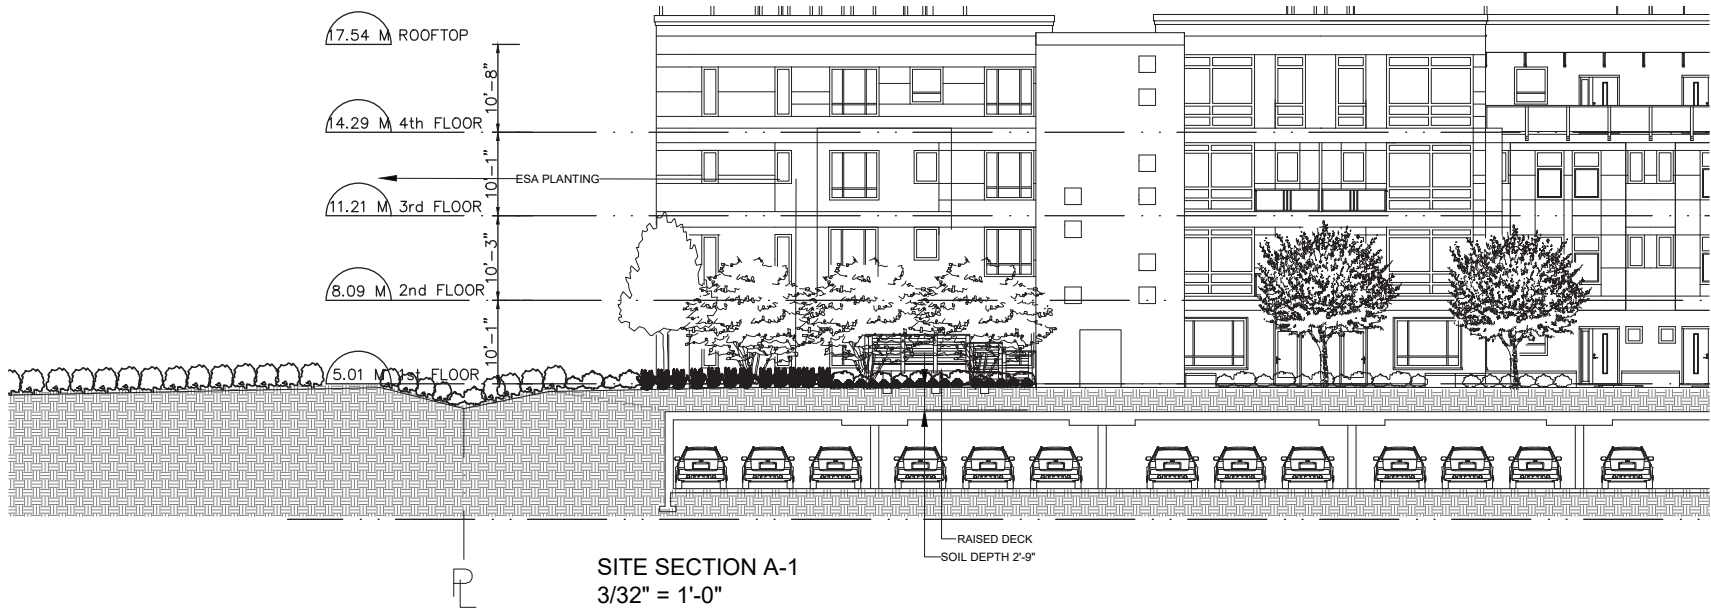 17.54 M ROOFTOP
10'-8"
14.29 M 4th FLOOR
10'-1"
ESA PLANTING
11.21 M 3rd FLOOR
10'-3"
8.09 M 2nd FLOOR
10'-1"
5.01 M 1st FLOOR
RAISED DECK
SOIL DEPTH 2'-9"
PL
SITE SECTION A-1
3/32" = 1'-0"